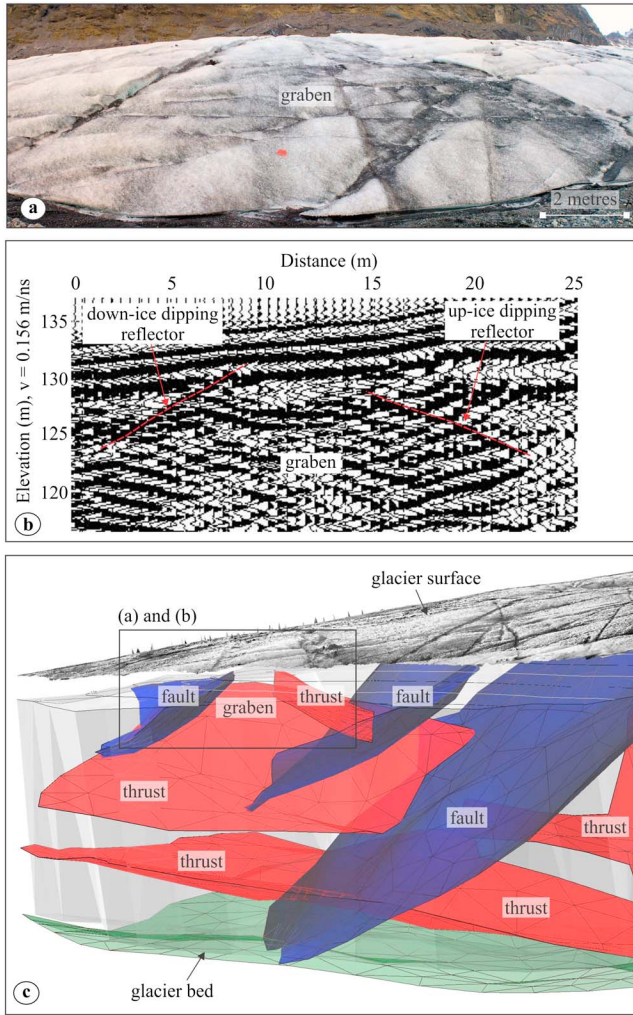 graben
2 metres
a
Distance (m)
0 5 10 15 20 25
Elevation (m), v = 0.156 m/ns
135
130
125
120
down-ice dipping
reflector
up-ice dipping
reflector
graben
b
glacier surface
(a) and (b)
fault
graben
thrust
fault
thrust
fault
thrust
thrust
thrust
glacier bed
c